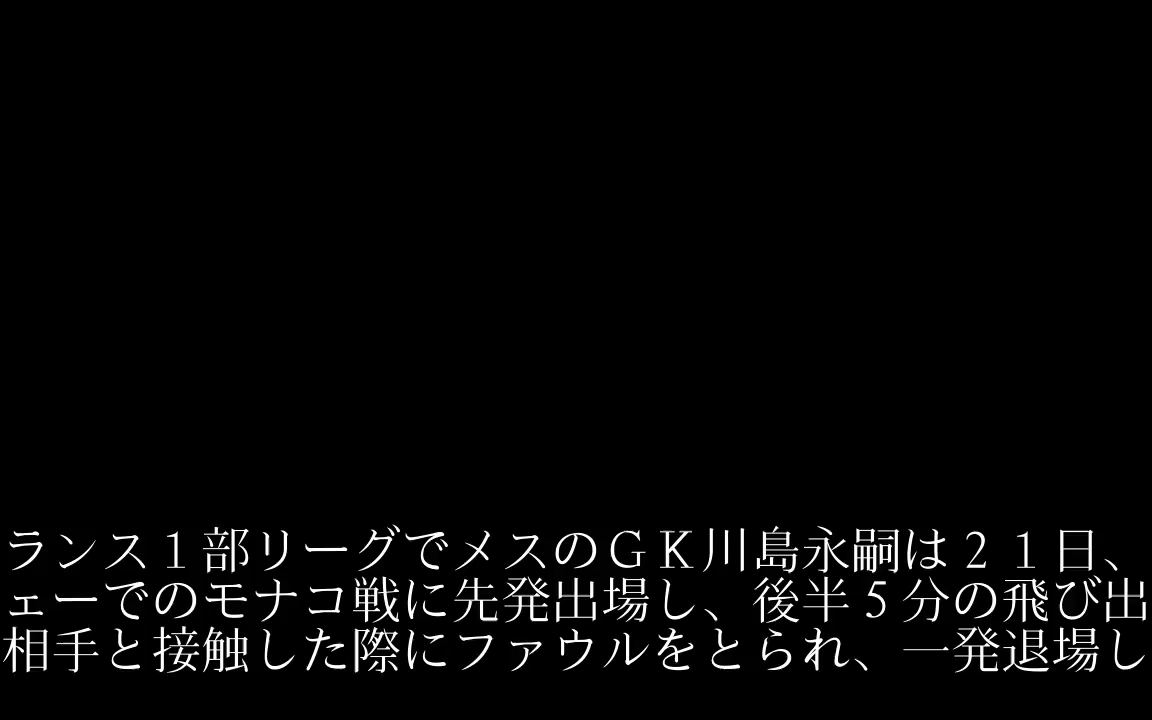 ランス１部リーグでメスのＧＫ川島永嗣は２１日、
ェーでのモナコ戦に先発出場し、後半５分の飛び出
相手と接触した際にファウルをとられ、一発退場し